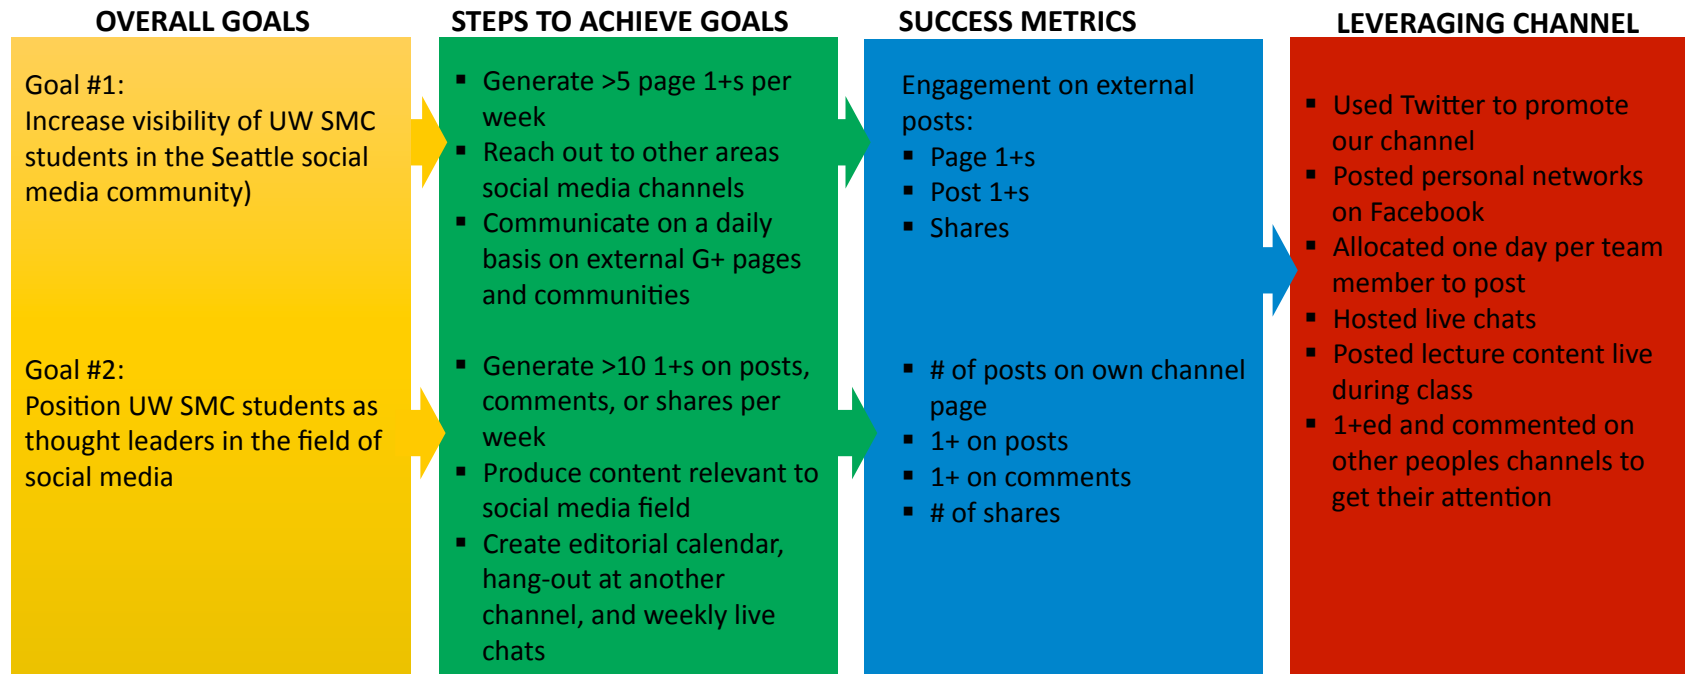 OVERALL GOALS
Goal #1:
Increase visibility of UW SMC
students in the Seattle social
media community)
Goal #2:
Position UW SMC students as
thought leaders in the field of
social media
STEPS TO ACHIEVE GOALS
▪ Generate >5 page 1+s per
week
▪ Reach out to other areas
social media channels
▪ Communicate on a daily
basis on external G+ pages
and communities
▪ Generate >10 1+s on posts,
comments, or shares per
week
▪ Produce content relevant to
social media field
▪ Create editorial calendar,
hang-out at another
channel, and weekly live
chats
SUCCESS METRICS
Engagement on external
posts:
▪ Page 1+s
▪ Post 1+s
▪ Shares
▪ # of posts on own channel
page
▪ 1+ on posts
▪ 1+ on comments
▪ # of shares
LEVERAGING CHANNEL
▪ Used Twitter to promote
our channel
▪ Posted personal networks
on Facebook
▪ Allocated one day per team
member to post
▪ Hosted live chats
▪ Posted lecture content live
during class
▪ 1+ed and commented on
other peoples channels to
get their attention